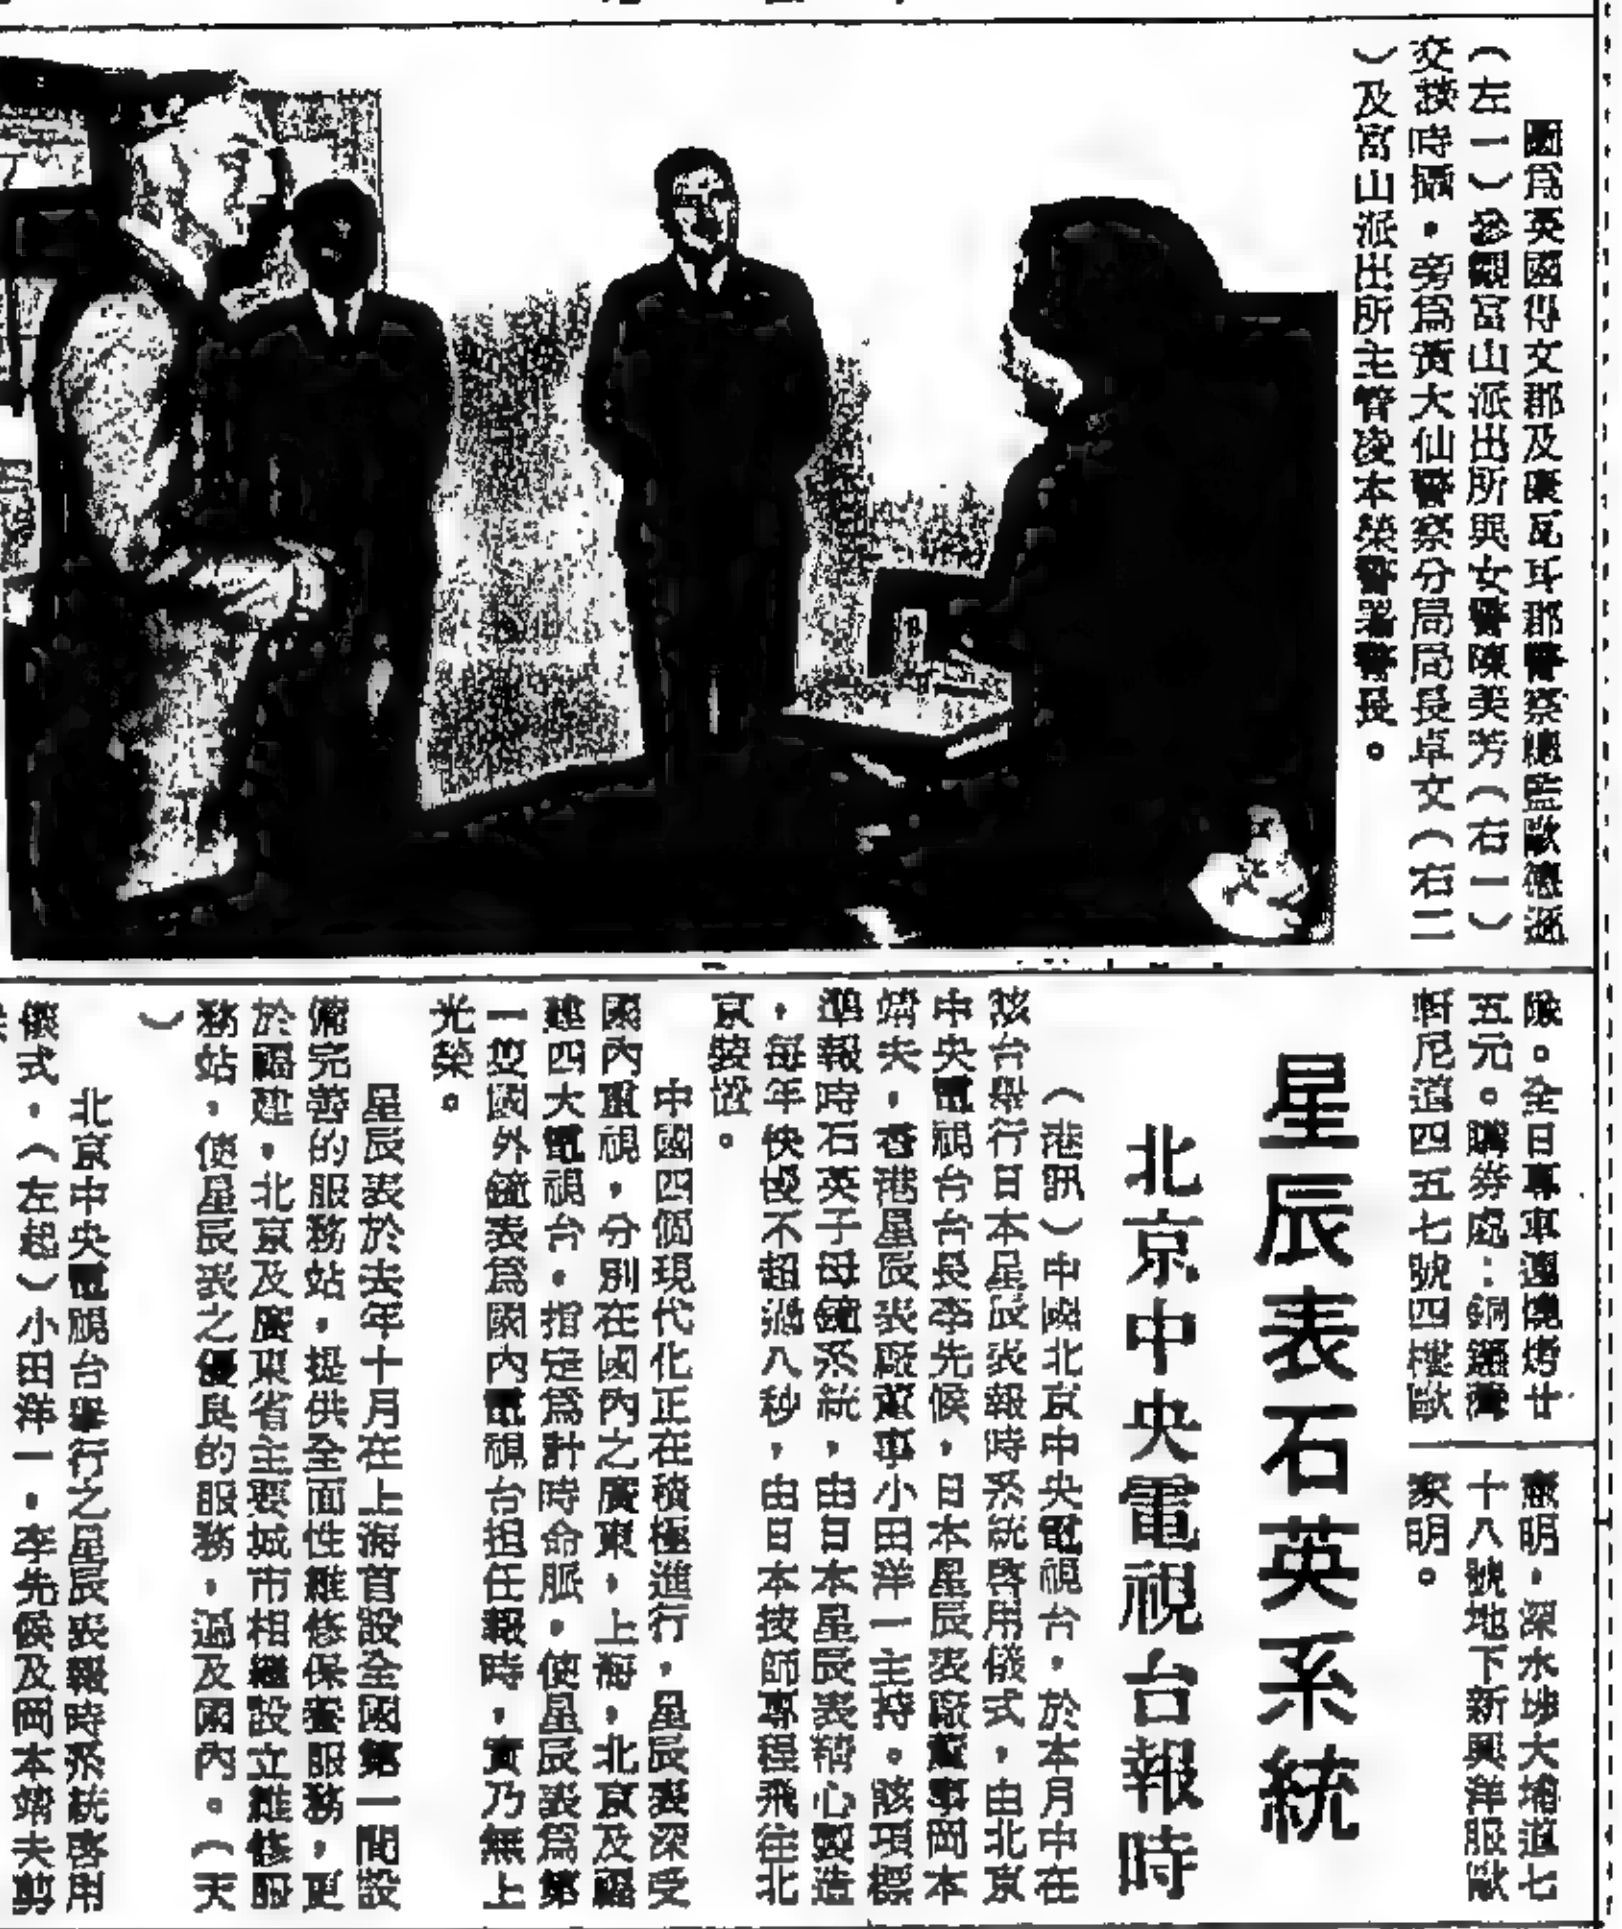 圖爲英國得文郡及康瓦耳郡警察總監歐德遜
(左一)參觀富山派出所與女警陳美芳(右一)
交談時攝,旁爲黃大仙警察分局局長卓文(右二
)及富山派出所主管凌本榮警署警長。
。全日專車連燒烤廿
五元。購券處:銅鑼灣
軒尼道四五七號四樓歐
明,深水埗大埔道七
十八號地下新興洋服歐
明。
星辰表石英系統
北京中央電視台報時
(港訊)中國北京中央電視台,於本月中在
該台舉行日本星辰表報時系統啓用儀式,由北京
中央電視台台長李先傑,日本星辰表廠董事岡本
靖夫,香港星辰表廠董事小田洋一主持。該項標
準報時石英子母鐘系統,由日本星辰表精心製造
,每年快慢不超過八秒,由日本技師專程飛往北
京裝設。
中國四個現代化正在積極進行,星辰表深受
國內重視,分別在國內之廣東,上海,北京及福
建四大電視台,指定爲計時命脈,使星辰表爲第
一鐘表爲國內電視台担任報時,實乃無上
光榮。
星辰表於去年十月在上海首設全國第一間設
備完善的服務站,提供全面性維修保養服務,更
於福建,北京及廣東省主要城市相繼設立維修服
務站,使星辰表之優良的服務,遍及國內。(天
)
北京中央電視台舉行之星辰表報時系統啓用
儀式,(左起)小田洋一,李先傑及岡本靖夫剪